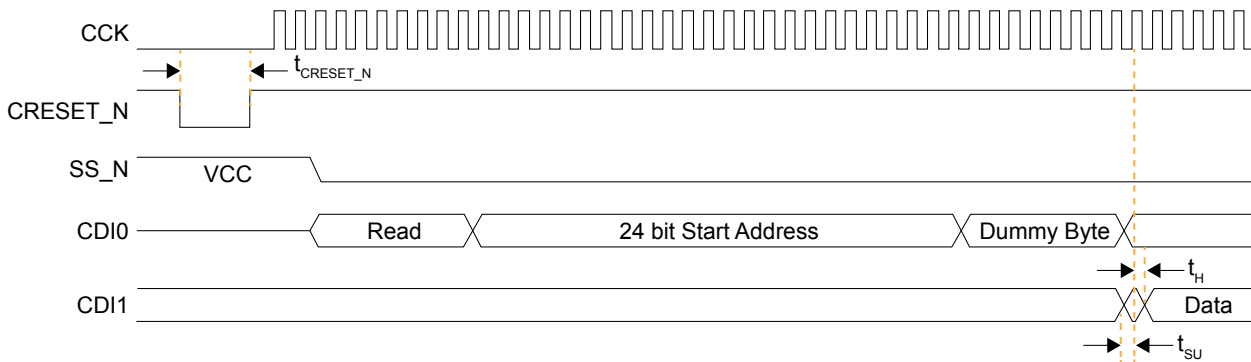 CCK
tCRESET_N
CRESET_N
SS_N VCC
CDI0 Read 24 bit Start Address Dummy Byte
tH
CDI1 Data
tSU